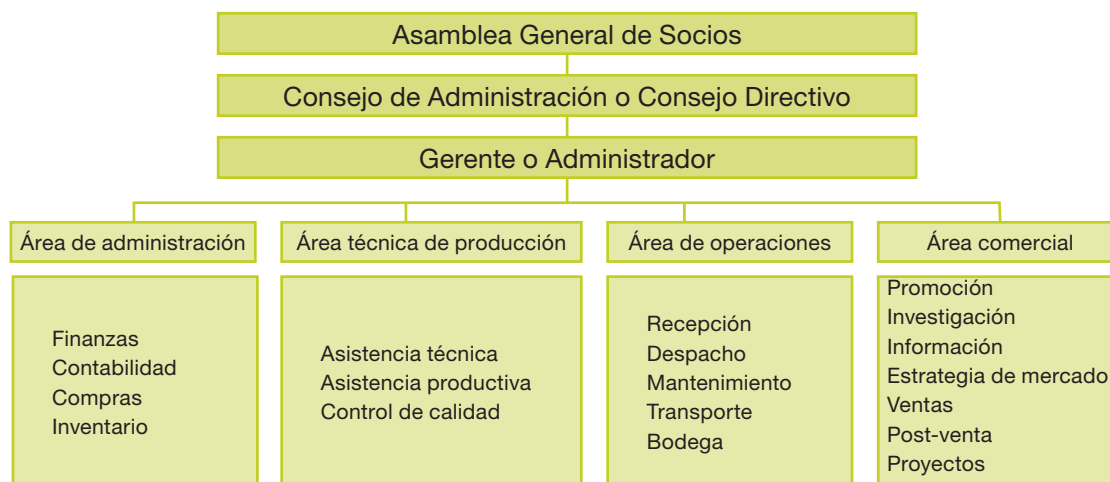 Asamblea General de Socios
Consejo de Administración o Consejo Directivo
Gerente o Administrador
Área de administración
Finanzas
Contabilidad
Compras
Inventario
Área técnica de producción
Asistencia técnica
Asistencia productiva
Control de calidad
Área de operaciones
Recepción
Despacho
Mantenimiento
Transporte
Bodega
Área comercial
Promoción
Investigación
Información
Estrategia de mercado
Ventas
Post-venta
Proyectos